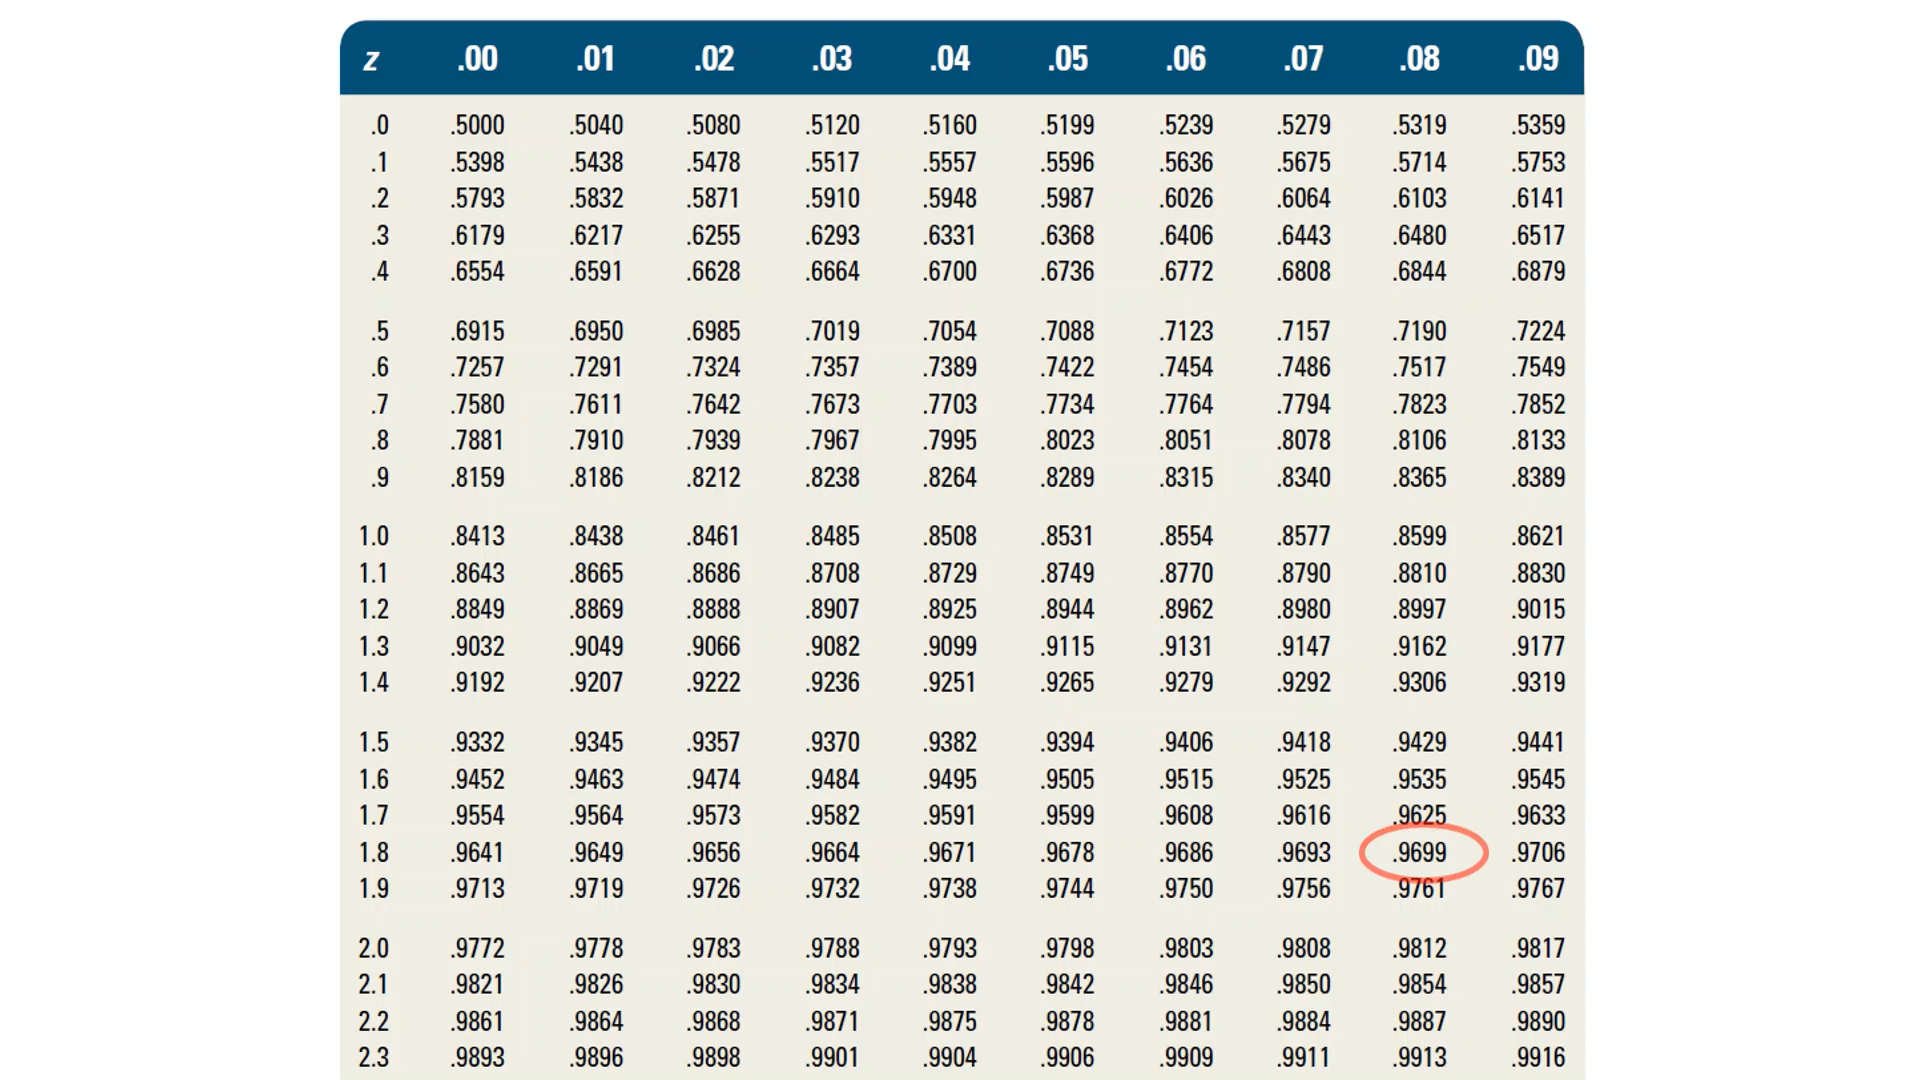 z .00 .01 .02 .03 .04 .05 .06 .07 .08 .09
.0 .5000 .5040 .5080 .5120 .5160 .5199 .5239 .5279 .5319 .5359
.1 .5398 .5438 .5478 .5517 .5557 .5596 .5636 .5675 .5714 .5753
.2 .5793 .5832 .5871 .5910 .5948 .5987 .6026 .6064 .6103 .6141
.3 .6179 .6217 .6255 .6293 .6331 .6368 .6406 .6443 .6480 .6517
.4 .6554 .6591 .6628 .6664 .6700 .6736 .6772 .6808 .6844 .6879
.5 .6915 .6950 .6985 .7019 .7054 .7088 .7123 .7157 .7190 .7224
.6 .7257 .7291 .7324 .7357 .7389 .7422 .7454 .7486 .7517 .7549
.7 .7580 .7611 .7642 .7673 .7703 .7734 .7764 .7794 .7823 .7852
.8 .7881 .7910 .7939 .7967 .7995 .8023 .8051 .8078 .8106 .8133
.9 .8159 .8186 .8212 .8238 .8264 .8289 .8315 .8340 .8365 .8389
1.0 .8413 .8438 .8461 .8485 .8508 .8531 .8554 .8577 .8599 .8621
1.1 .8643 .8665 .8686 .8708 .8729 .8749 .8770 .8790 .8810 .8830
1.2 .8849 .8869 .8888 .8907 .8925 .8944 .8962 .8980 .8997 .9015
1.3 .9032 .9049 .9066 .9082 .9099 .9115 .9131 .9147 .9162 .9177
1.4 .9192 .9207 .9222 .9236 .9251 .9265 .9279 .9292 .9306 .9319
1.5 .9332 .9345 .9357 .9370 .9382 .9394 .9406 .9418 .9429 .9441
1.6 .9452 .9463 .9474 .9484 .9495 .9505 .9515 .9525 .9535 .9545
1.7 .9554 .9564 .9573 .9582 .9591 .9599 .9608 .9616 .9625 .9633
1.8 .9641 .9649 .9656 .9664 .9671 .9678 .9686 .9693 .9699 .9706
1.9 .9713 .9719 .9726 .9732 .9738 .9744 .9750 .9756 .9761 .9767
2.0 .9772 .9778 .9783 .9788 .9793 .9798 .9803 .9808 .9812 .9817
2.1 .9821 .9826 .9830 .9834 .9838 .9842 .9846 .9850 .9854 .9857
2.2 .9861 .9864 .9868 .9871 .9875 .9878 .9881 .9884 .9887 .9890
2.3 .9893 .9896 .9898 .9901 .9904 .9906 .9909 .9911 .9913 .9916